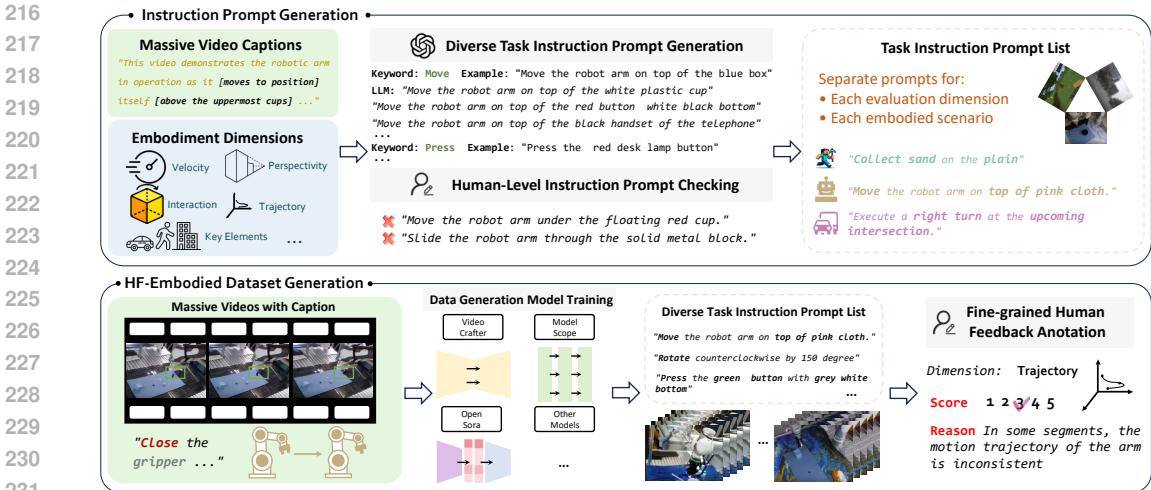 216
217
218
219
220
221
222
223
224
225
226
227
228
229
230
231
Instruction Prompt Generation
Massive Video Captions
"This video demonstrates the robotic arm
in operation as it [moves to position]
itself [above the uppermost cups] ..."
Embodiment Dimensions
Velocity
Perspectivity
Interaction
Trajectory
Key Elements
...
Diverse Task Instruction Prompt Generation
Keyword: Move Example: "Move the robot arm on top of the blue box"
LLM: "Move the robot arm on top of the white plastic cup"
"Move the robot arm on top of the red button white black bottom"
"Move the robot arm on top of the black handset of the telephone"
...
Keyword: Press Example: "Press the red desk lamp button"
...
Human-Level Instruction Prompt Checking
"Move the robot arm under the floating red cup."
"Slide the robot arm through the solid metal block."
Task Instruction Prompt List
Separate prompts for:
• Each evaluation dimension
• Each embodied scenario
"Collect sand on the plain"
"Move the robot arm on top of pink cloth."
"Execute a right turn at the upcoming
intersection."
HF-Embodied Dataset Generation
Massive Videos with Caption
"Close the
gripper ..."
Data Generation Model Training
Video
Crafter
Model
Scope
Open
Sora
Other
Models
...
Diverse Task Instruction Prompt List
"Move the robot arm on top of pink cloth."
"Rotate counterclockwise by 150 degree"
"Press the green button with grey white
bottom"
...
...
Fine-grained Human
Feedback Anotation
Dimension: Trajectory
Score 1 2 3 4 5
Reason In some segments, the
motion trajectory of the arm
is inconsistent